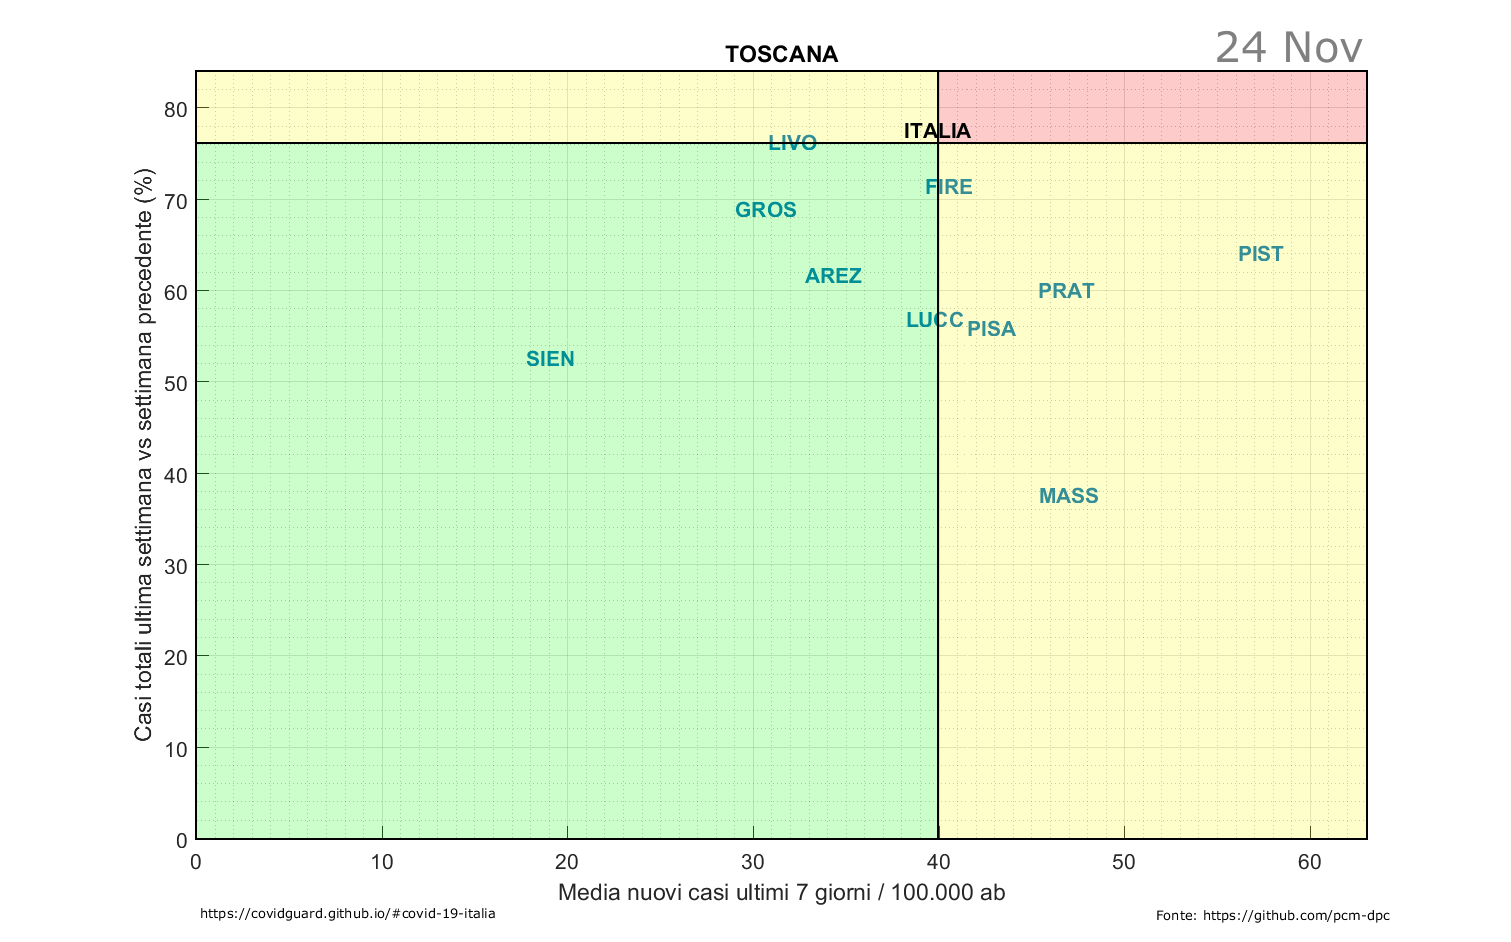 24 Nov
TOSCANA
80
70
60
50
40
30
20
10
0
Casi totali ultima settimana vs settimana precedente (%)
ITALIA
LIVO
FIRE
GROS
PIST
AREZ
PRAT
LUCC
PISA
SIEN
MASS
0 10 20 30 40 50 60
Media nuovi casi ultimi 7 giorni / 100.000 ab
https://covidguard.github.io/#covid-19-italia
Fonte: https://github.com/pcm-dpc